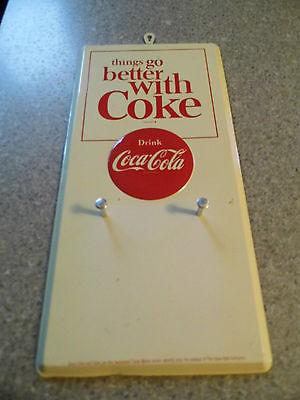 things go
better
with
Coke
Drink
Coca-Cola